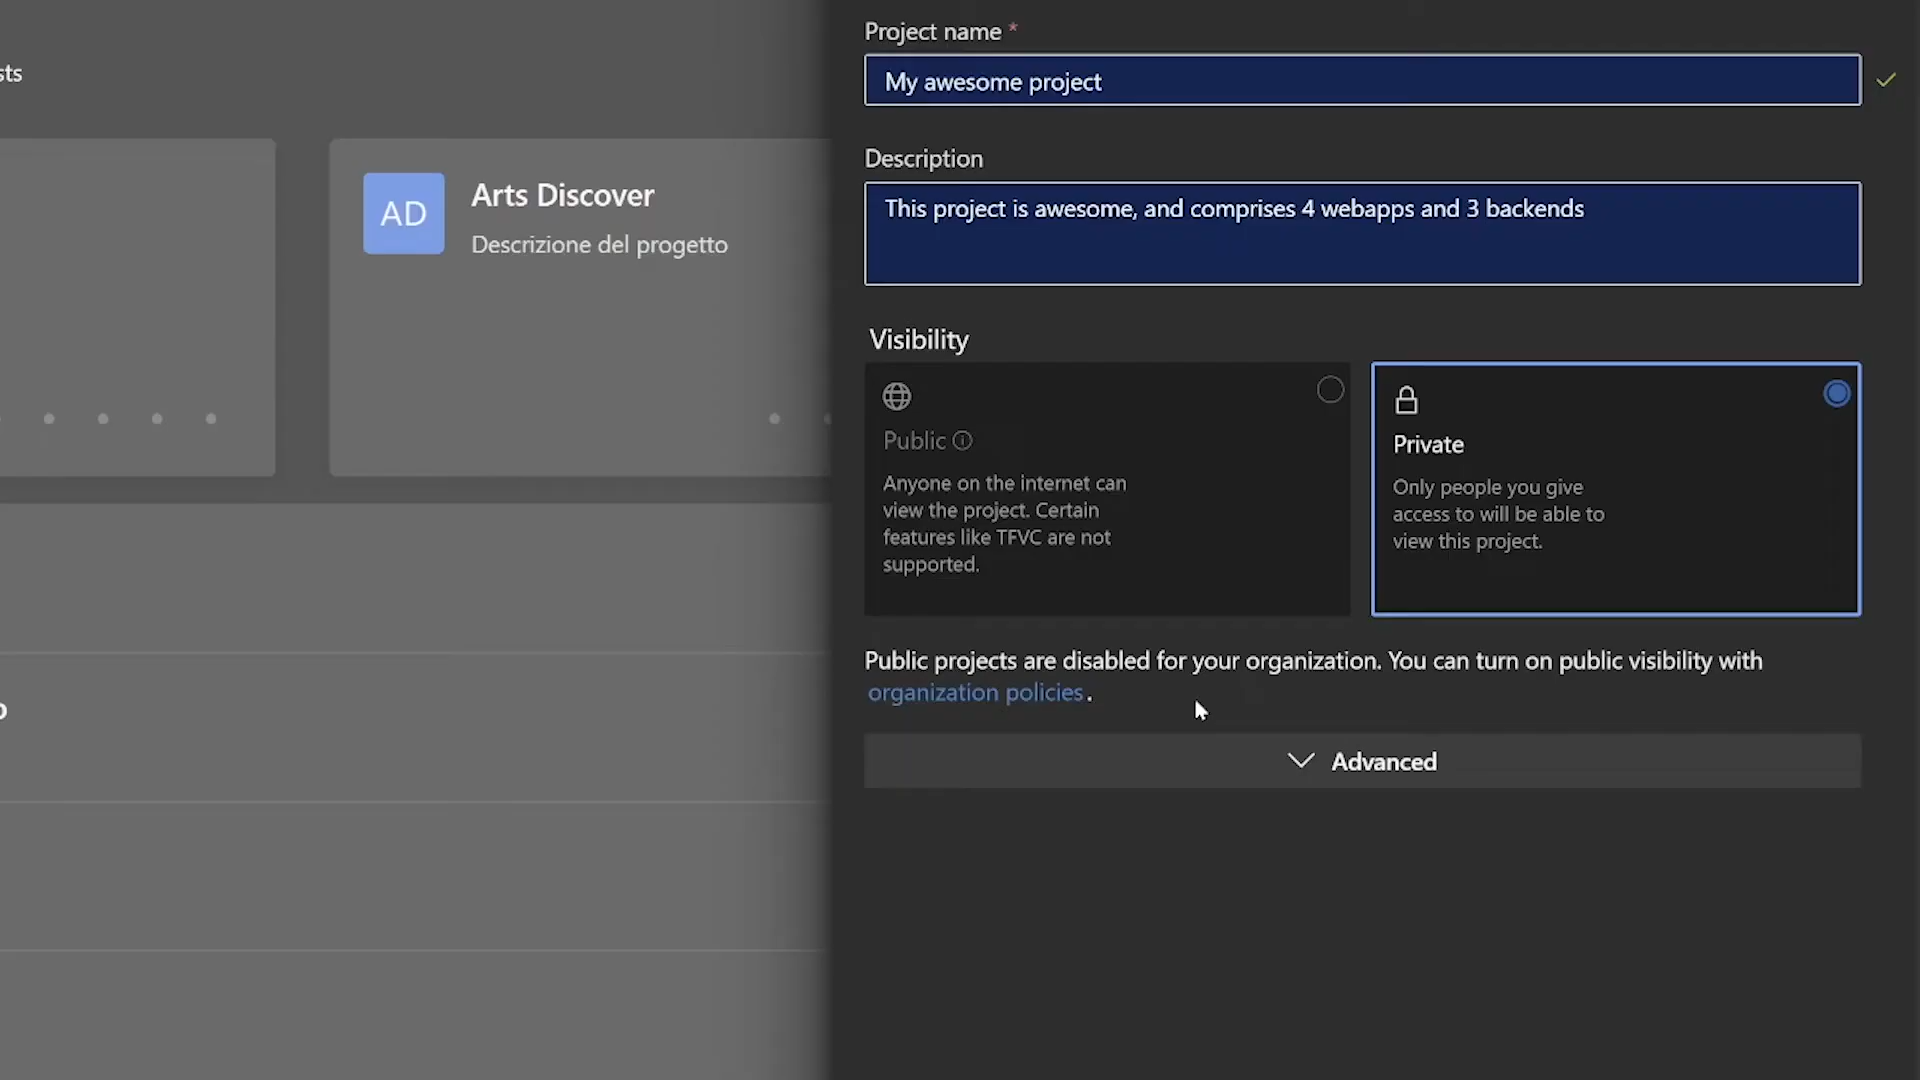 sts
AD
Arts Discover
Descrizione del progetto
Project name *
My awesome project
Description
This project is awesome, and comprises 4 webapps and 3 backends
Visibility
Public
Anyone on the internet can
view the project. Certain
features like TFVC are not
supported.
Private
Only people you give
access to will be able to
view this project.
Public projects are disabled for your organization. You can turn on public visibility with
organization policies.
Advanced